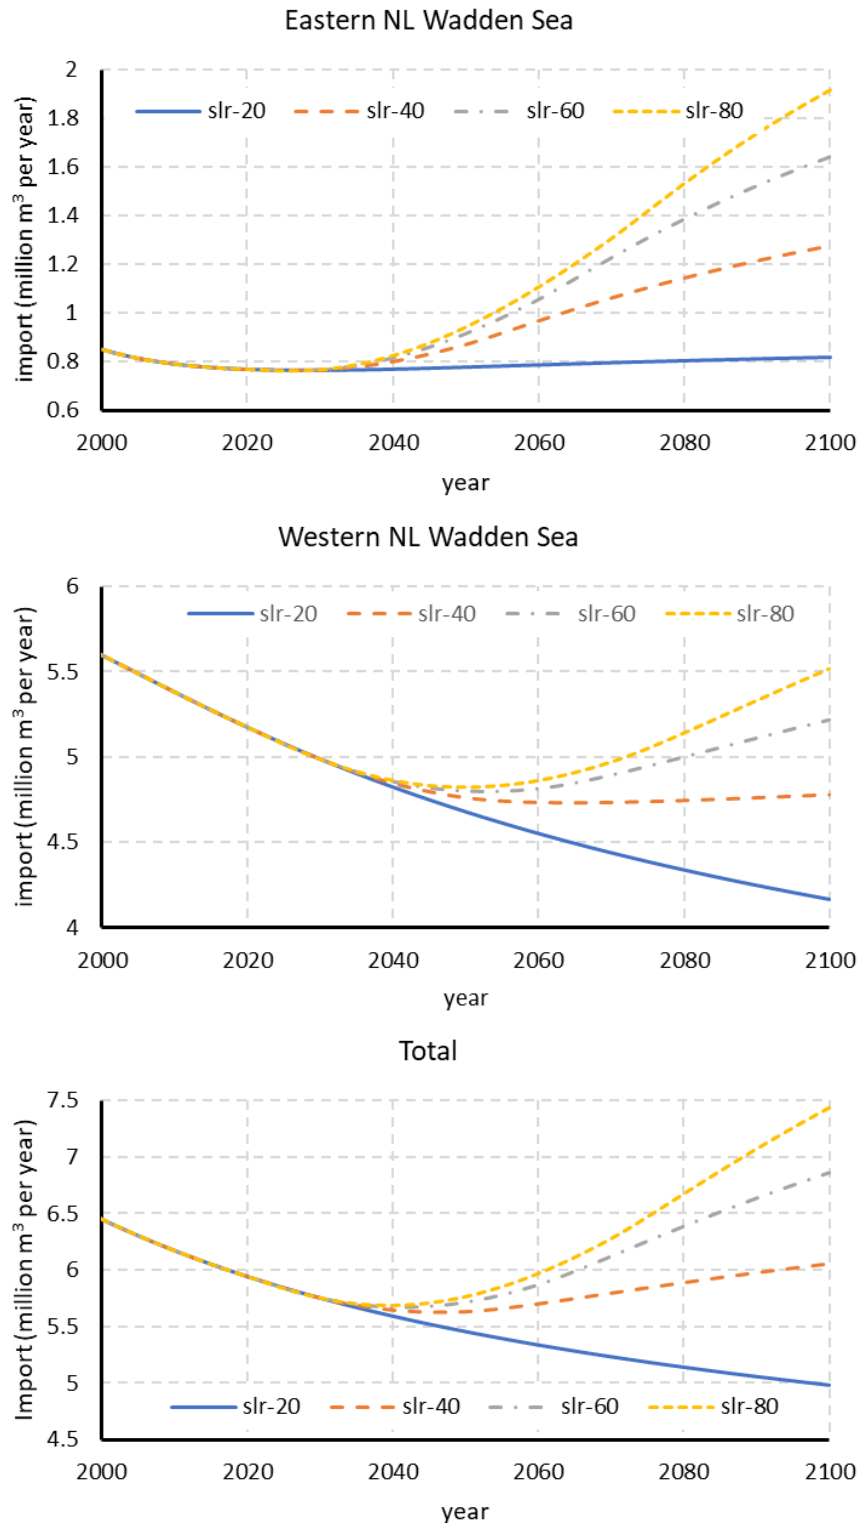 Eastern NL Wadden Sea
import (million m³ per year)
2
1.8
1.6
1.4
1.2
1
0.8
0.6
slr-20 slr-40 slr-60 slr-80
2000 2020 2040 2060 2080 2100
year
Western NL Wadden Sea
import (million m³ per year)
6
5.5
5
4.5
4
slr-20 slr-40 slr-60 slr-80
2000 2020 2040 2060 2080 2100
year
Total
Import (million m³ per year)
7.5
7
6.5
6
5.5
5
4.5
slr-20 slr-40 slr-60 slr-80
2000 2020 2040 2060 2080 2100
year